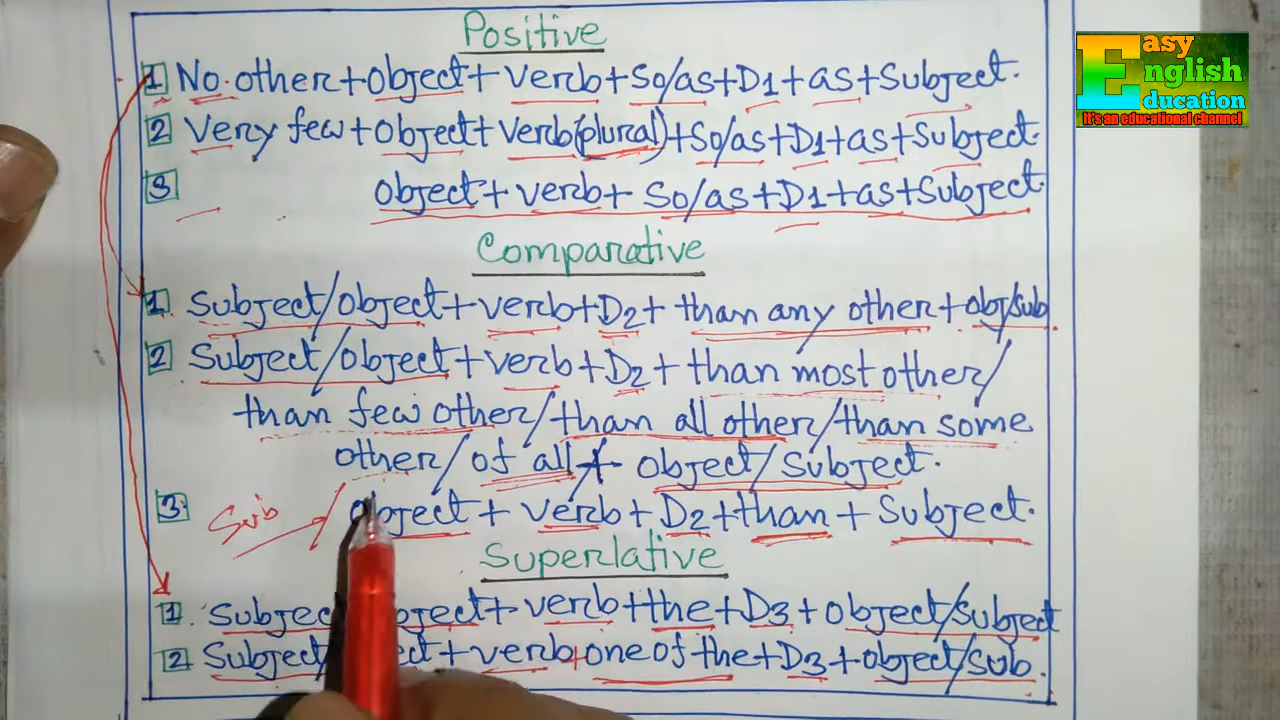 Positive
1 No other+object+verb+so/as+D1+as+Subject.
2 Very few+object+verb(plural)+so/as+D1+as+Subject.
3 object+verb+so/as+D1+as+Subject.
Comparative
1. Subject/object+verb+D2+than any other+obj/sub.
2 Subject/object+verb+D2+than most other/
than few other/than all other/than some
other/of all+object/subject.
3. Sub/object+verb+D2+than+Subject.
Superlative
1. Subject+verb+the+D3+object/Subject
2 Subject/+verb+one of the+D3+object/sub.
Easy
English
Education
It's an educational channel